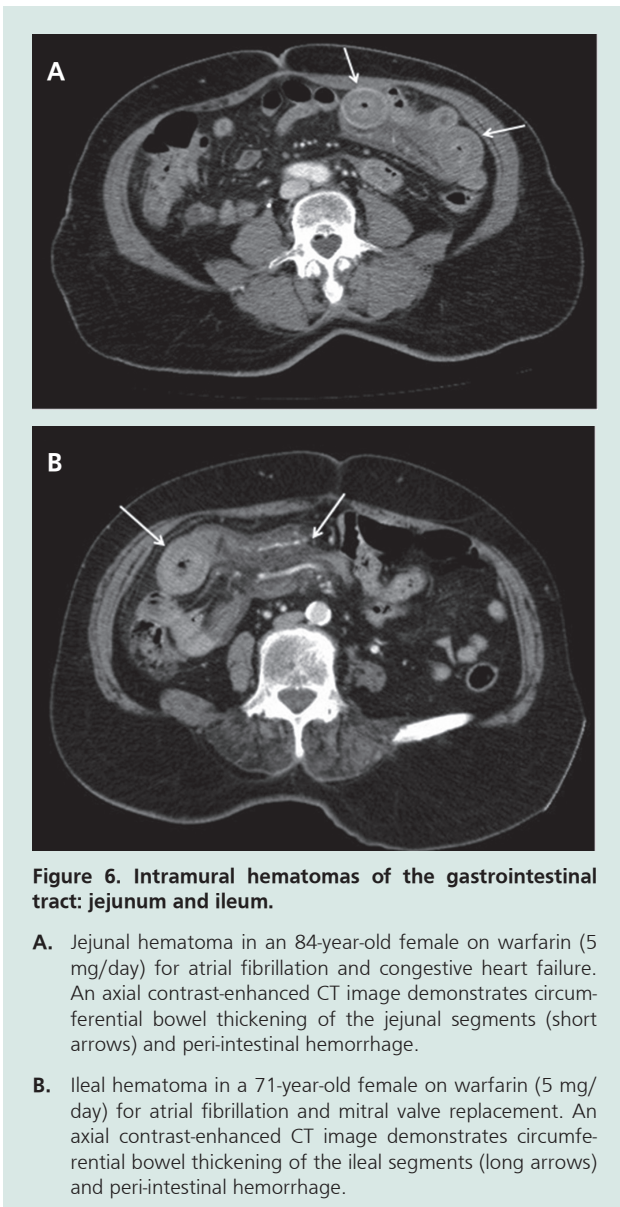 A
B
Figure 6. Intramural hematomas of the gastrointestinal
tract: jejunum and ileum.
A. Jejunal hematoma in an 84-year-old female on warfarin (5
mg/day) for atrial fibrillation and congestive heart failure.
An axial contrast-enhanced CT image demonstrates circum-
ferential bowel thickening of the jejunal segments (short
arrows) and peri-intestinal hemorrhage.
B. Ileal hematoma in a 71-year-old female on warfarin (5 mg/
day) for atrial fibrillation and mitral valve replacement. An
axial contrast-enhanced CT image demonstrates circumfe-
rential bowel thickening of the ileal segments (long arrows)
and peri-intestinal hemorrhage.